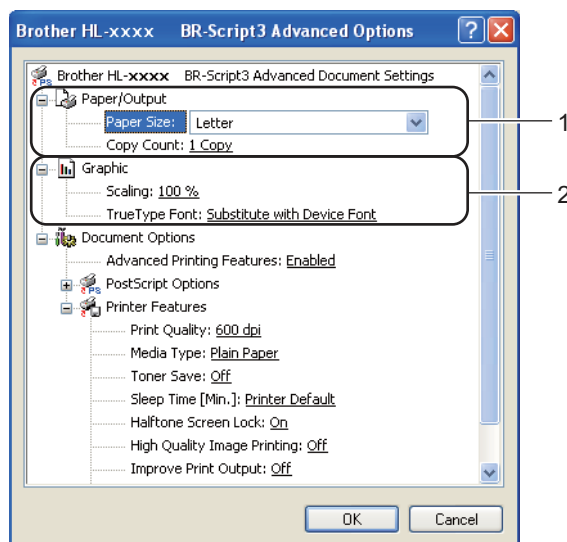 Brother HL-xxxx BR-Script3 Advanced Options
Brother HL-xxxx BR-Script3 Advanced Document Settings
Paper/Output
Paper Size: Letter
1
Copy Count: 1 Copy
Graphic
2
Scaling: 100 %
TrueType Font: Substitute with Device Font
Document Options
Advanced Printing Features: Enabled
PostScript Options
Printer Features
Print Quality: 600 dpi
Media Type: Plain Paper
Toner Save: Off
Sleep Time [Min.]: Printer Default
Halftone Screen Lock: On
High Quality Image Printing: Off
Improve Print Output: Off
OK Cancel